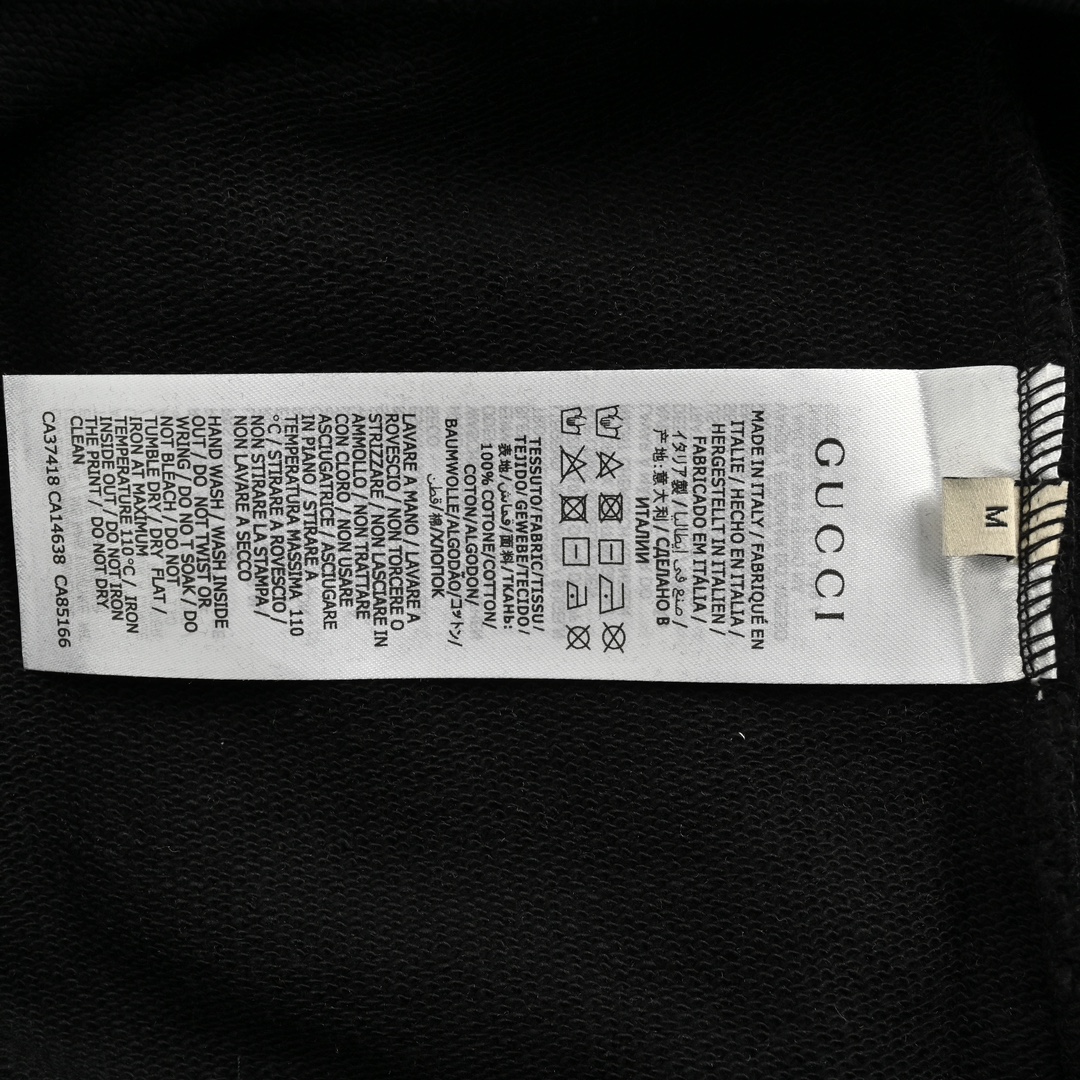 GUCCI
M
MADE IN ITALY / FABRIQUÉ EN
ITALIE / HECHO EN ITALIA /
HERGESTELLT IN ITALIEN /
FABRICADO EM ITÁLIA /
イタリア製 / صنع في إيطاليا /
产地:意大利 / СДЕЛАНО В
ИТАЛИИ
TESSUTO/FABRIC/TISSU/
TEJIDO/GEWEBE/TECIDO/
表地/قماش/面料/ТКАНЬ:
100% COTONE/COTTON/
COTON/ALGODON/
BAUMWOLLE/ALGODÃO/コットン/
قطن/棉/ХЛОПОК
LAVARE A MANO / LAVARE A
ROVESCIO / NON TORCERE O
STRIZZARE / NON LASCIARE IN
AMMOLLO / NON TRATTARE
CON CLORO / NON USARE
ASCIUGATRICE / ASCIUGARE
IN PIANO / STIRARE A
TEMPERATURA MASSIMA 110
°C / STIRARE A ROVESCIO /
NON STIRARE LA STAMPA /
NON LAVARE A SECCO
HAND WASH / WASH INSIDE
OUT / DO NOT TWIST OR
WRING / DO NO T SOAK / DO
NOT BLEACH / DO NOT
TUMBLE DRY / DRY FLAT /
IRON AT MAXIMUM
TEMPERATURE 110 °C / IRON
INSIDE OUT / DO NOT IRON
THE PRINT / DO NOT DRY
CLEAN
CA37418 CA14638 CA85166